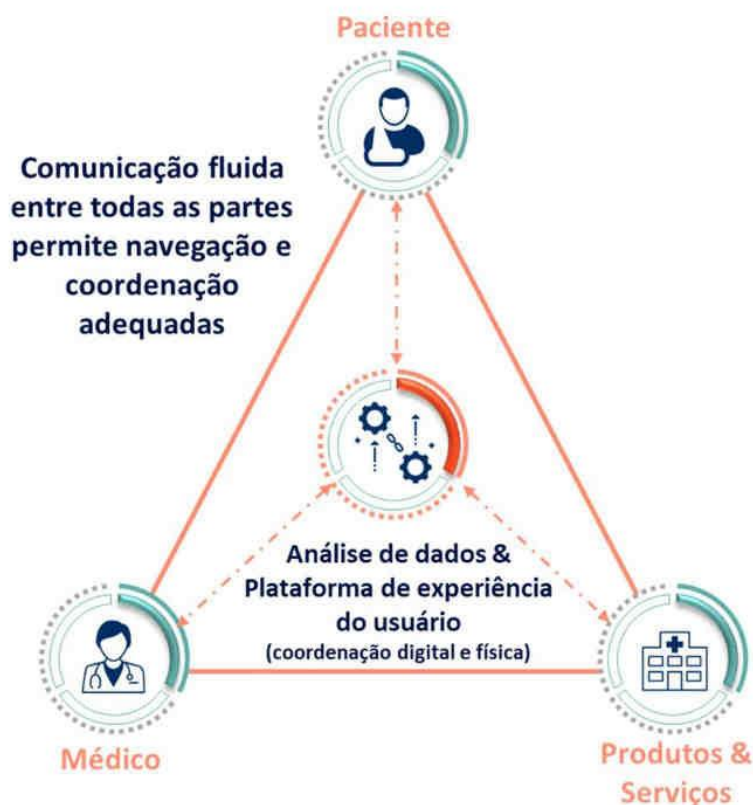 Paciente
Comunicação fluida
entre todas as partes
permite navegação e
coordenação
adequadas
Análise de dados &
Plataforma de experiência
do usuário
(coordenação digital e física)
Médico
Produtos &
Serviços